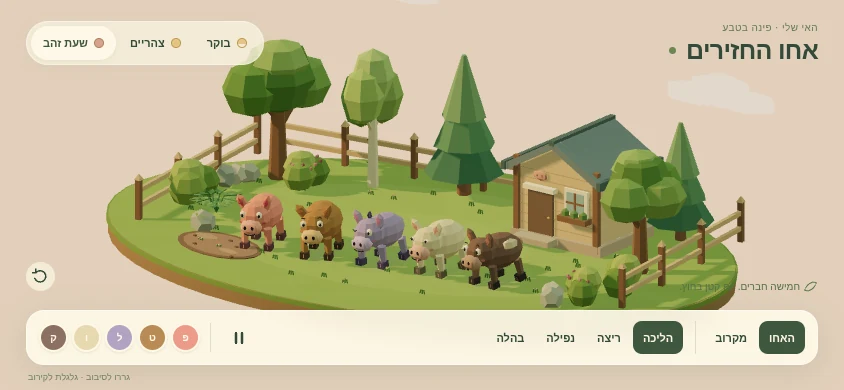 האי שלי · פינה בטבע
אחו החזירים
בוקר
צהריים
שעת זהב
חמישה חברים.
האחו
מקרוב
הליכה
ריצה
נפילה
בהלה
פ
ט
ל
ו
ק
גררו לסיבוב · גלגלת לקירוב